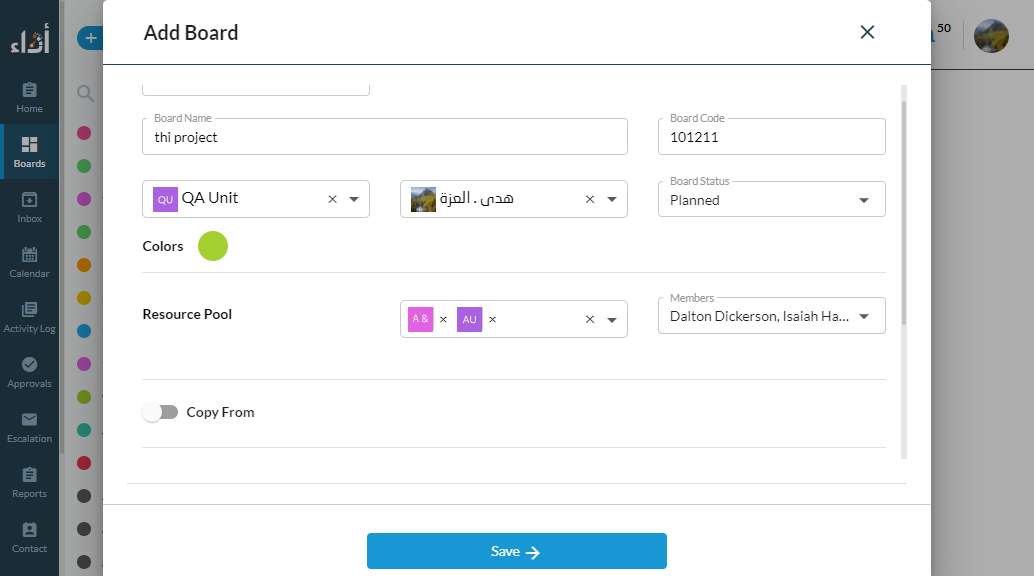 أداء
Home
Boards
Inbox
Calendar
Activity Log
Approvals
Escalation
Reports
Contact
50
Add Board
Board Name
thi project
Board Code
101211
QU QA Unit
هدى . العزة
Board Status
Planned
Colors
Resource Pool
A &
AU
Members
Dalton Dickerson, Isaiah Ha...
Copy From
Save